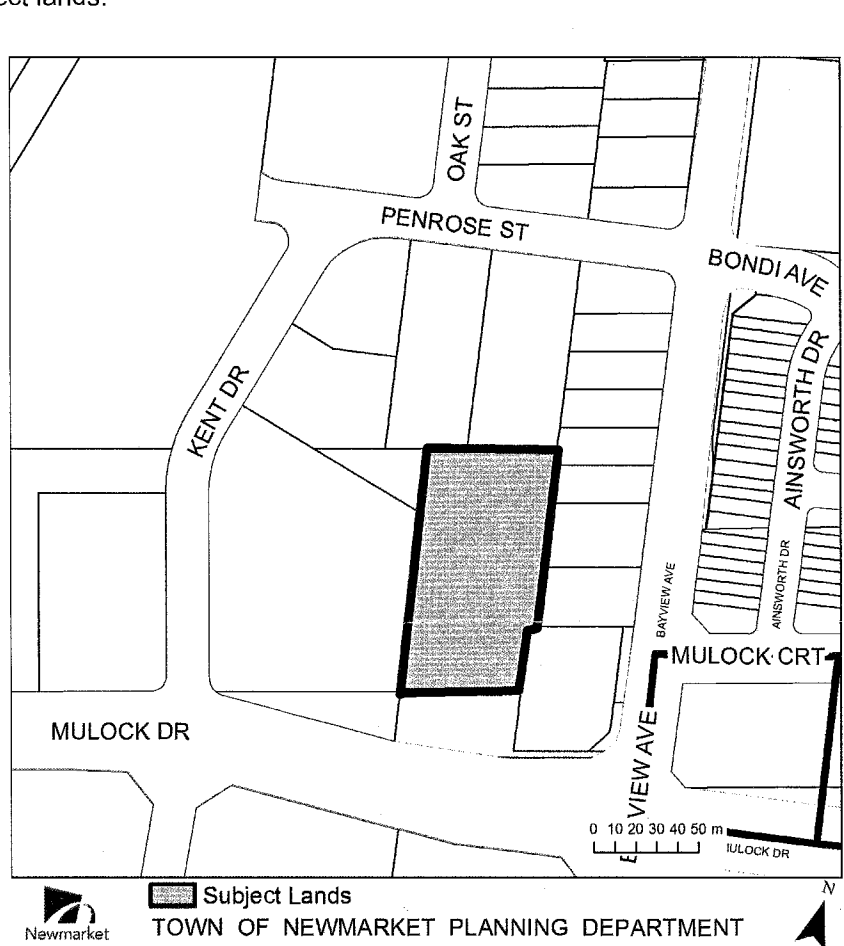 ect lands.
OAK ST
PENROSE ST
BONDI AVE
KENT DR
AINSWORTH DR
AINSWORTH DR
BAYVIEW AVE
MULOCK CRT
MULOCK DR
VIEW AVE
0 10 20 30 40 50 m
ULOCK DR
Subject Lands
N
Newmarket
TOWN OF NEWMARKET PLANNING DEPARTMENT